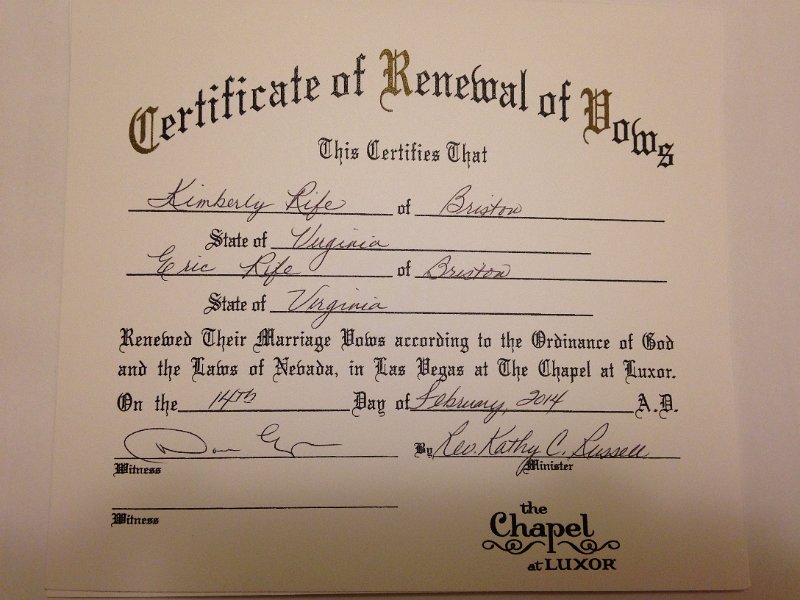 Certificate of Renewal of Vows
This Certifies That
Kimberly Rife of Briston
State of Virginia
Eric Rife of Briston
State of Virginia
Renewed Their Marriage Vows according to the Ordinance of God
and the Laws of Nevada, in Las Vegas at The Chapel at Luxor.
On the 14th Day of February, 2014 A.D.
By Rev. Kathy C. Russell
Witness
Minister
Witness
the
Chapel
at LUXOR